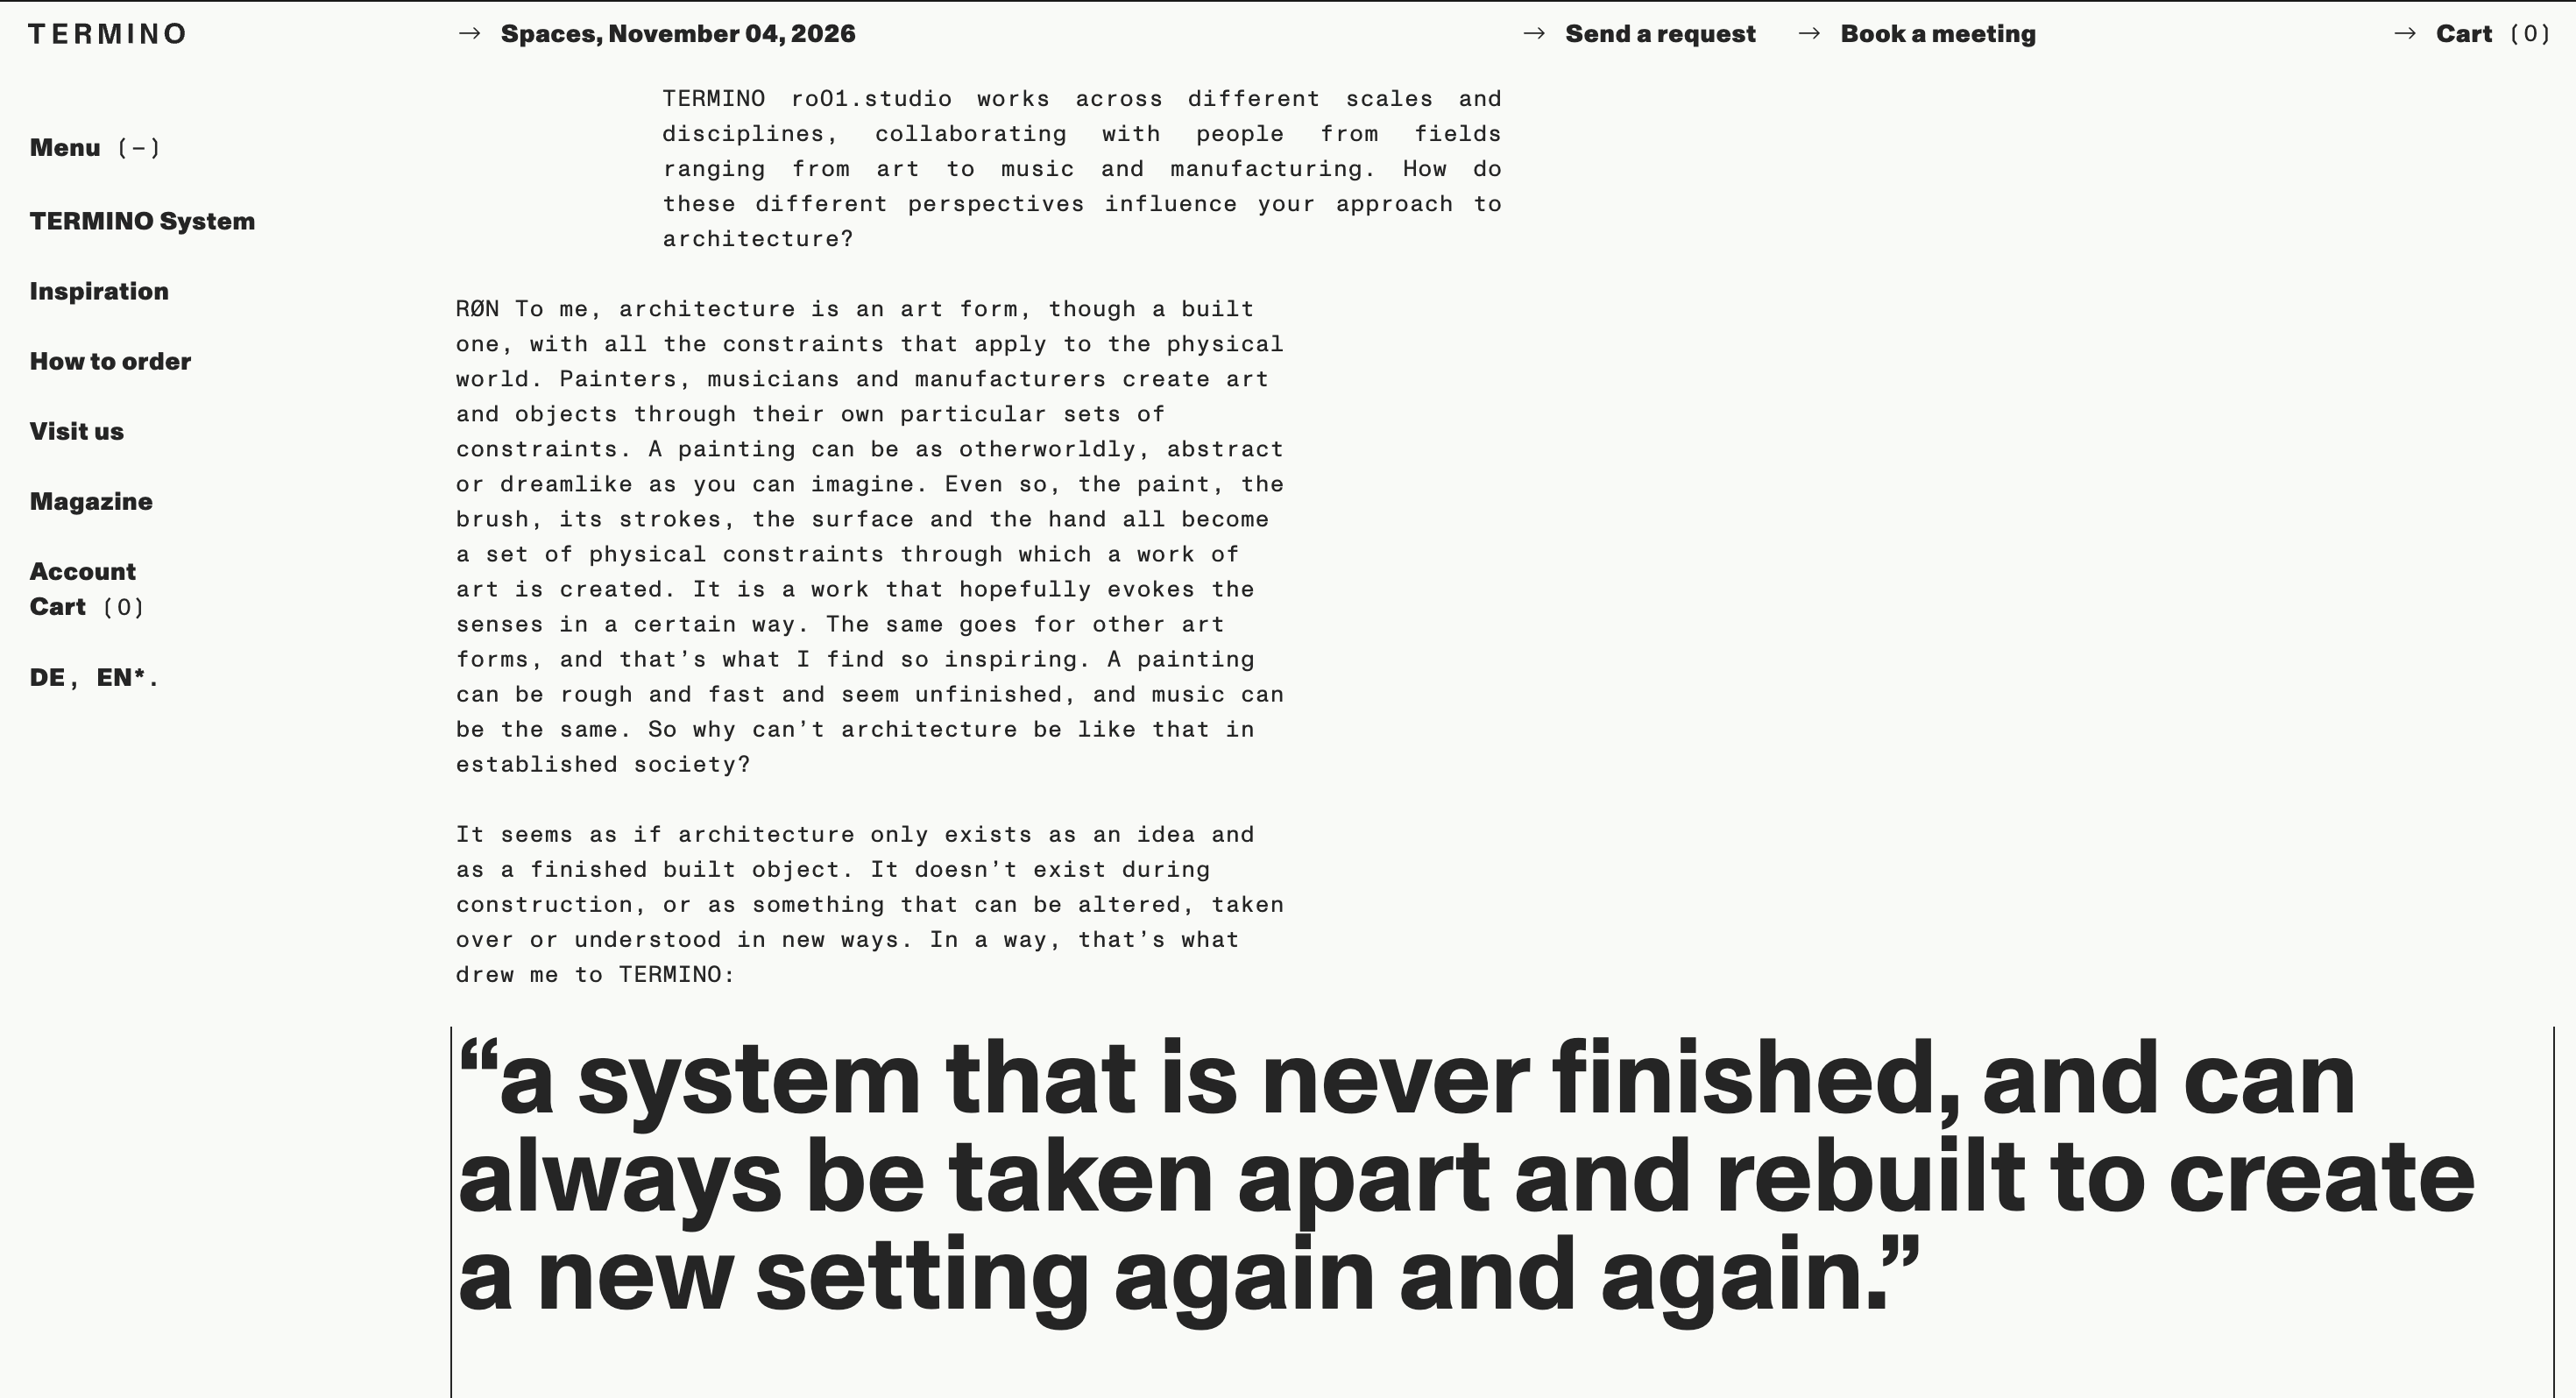 TERMINO
→ Spaces, November 04, 2026
→ Send a request
→ Book a meeting
→ Cart (0)
Menu (–)
TERMINO System
Inspiration
How to order
Visit us
Magazine
Account
Cart (0)
DE, EN*.
TERMINO ro01.studio works across different scales and
disciplines, collaborating with people from fields
ranging from art to music and manufacturing. How do
these different perspectives influence your approach to
architecture?
RØN To me, architecture is an art form, though a built
one, with all the constraints that apply to the physical
world. Painters, musicians and manufacturers create art
and objects through their own particular sets of
constraints. A painting can be as otherworldly, abstract
or dreamlike as you can imagine. Even so, the paint, the
brush, its strokes, the surface and the hand all become
a set of physical constraints through which a work of
art is created. It is a work that hopefully evokes the
senses in a certain way. The same goes for other art
forms, and that’s what I find so inspiring. A painting
can be rough and fast and seem unfinished, and music can
be the same. So why can’t architecture be like that in
established society?
It seems as if architecture only exists as an idea and
as a finished built object. It doesn’t exist during
construction, or as something that can be altered, taken
over or understood in new ways. In a way, that’s what
drew me to TERMINO:
“a system that is never finished, and can
always be taken apart and rebuilt to create
a new setting again and again.”